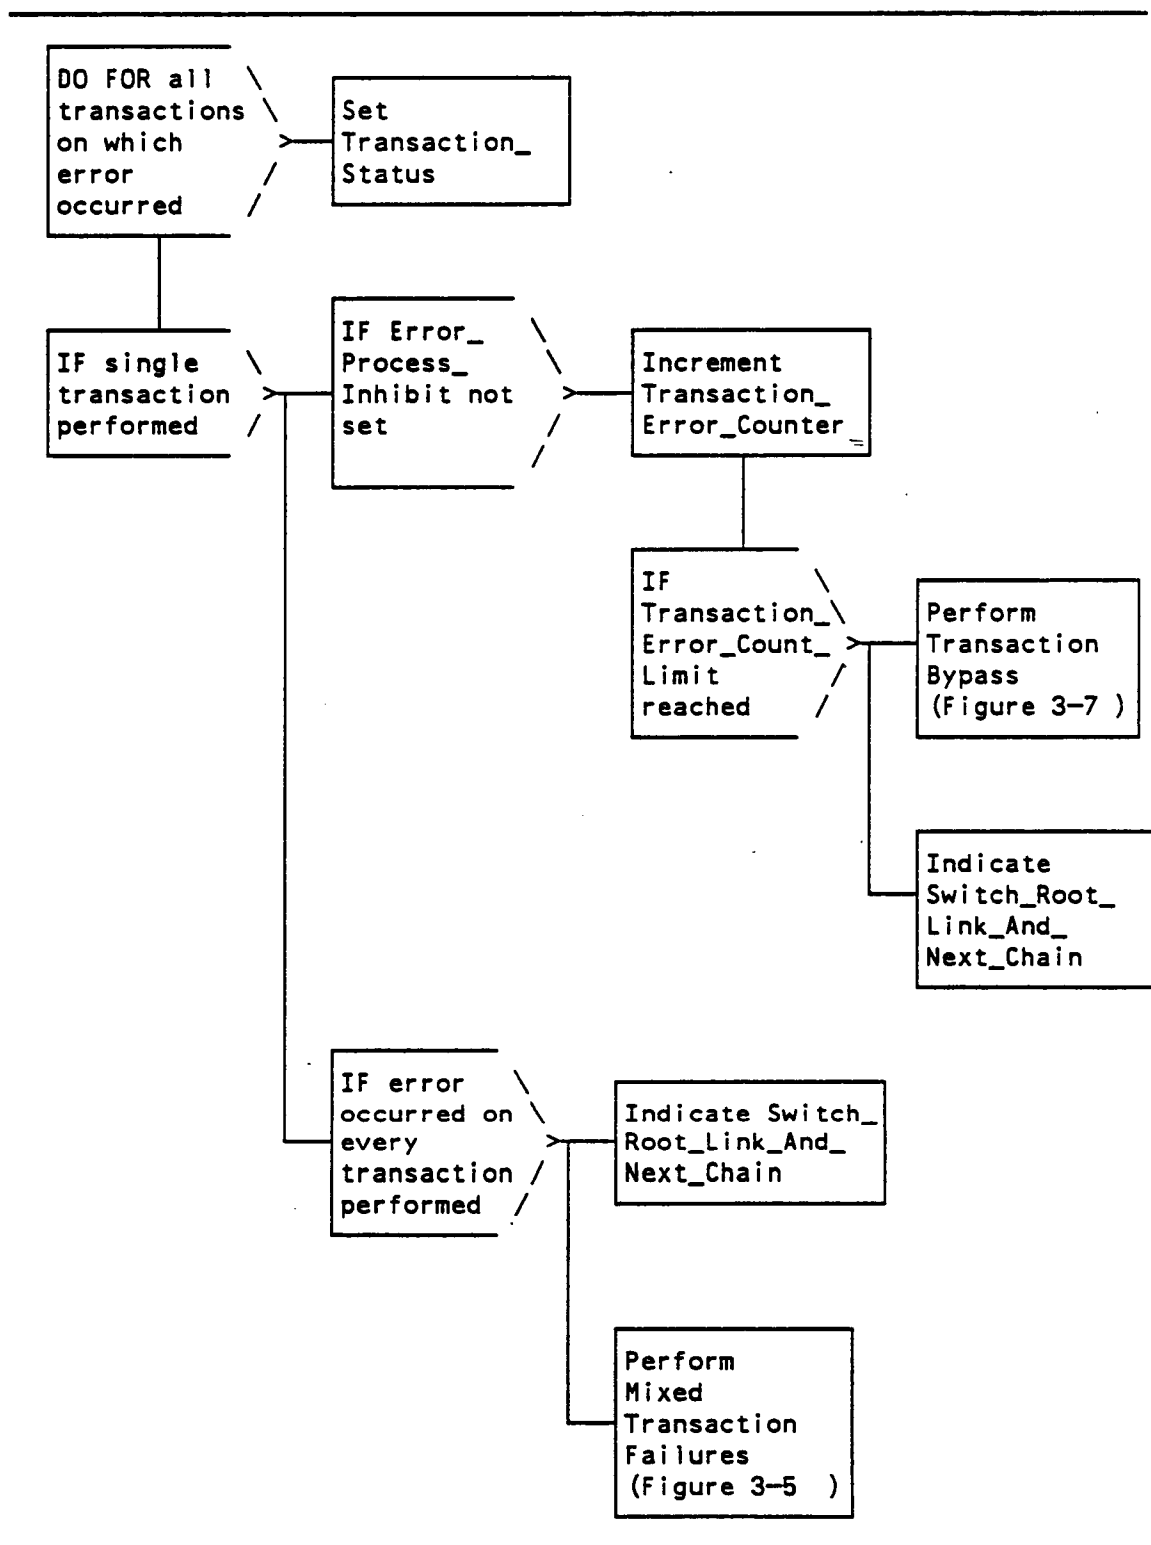 DO FOR all
transactions
on which
error
occurred
Set
Transaction_
Status
IF single
transaction
performed
IF Error_
Process_
Inhibit not
set
Increment
Transaction_
Error_Counter
IF
Transaction_
Error_Count_
Limit
reached
Perform
Transaction
Bypass
(Figure 3-7 )
Indicate
Switch_Root_
Link_And_
Next_Chain
IF error
occurred on
every
transaction
performed
Indicate Switch_
Root_Link_And_
Next_Chain
Perform
Mixed
Transaction
Failures
(Figure 3-5 )